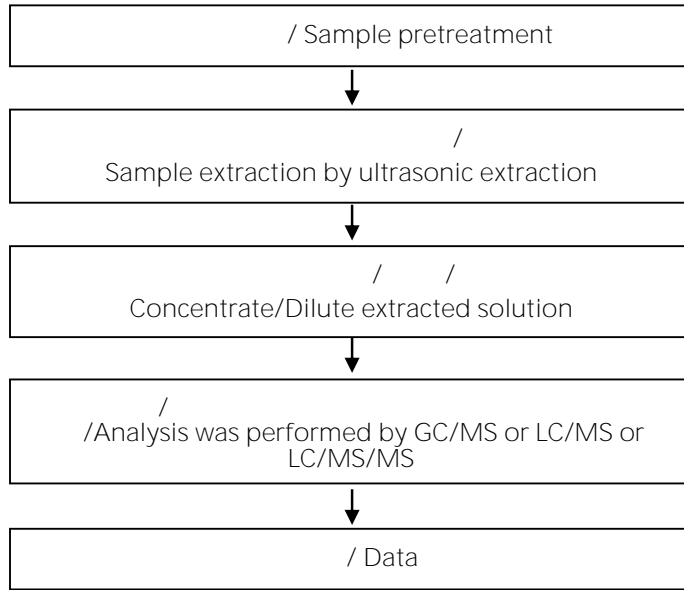 / Sample pretreatment
/
Sample extraction by ultrasonic extraction
/ / 
Concentrate/Dilute extracted solution
/
/Analysis was performed by GC/MS or LC/MS or
LC/MS/MS
/ Data